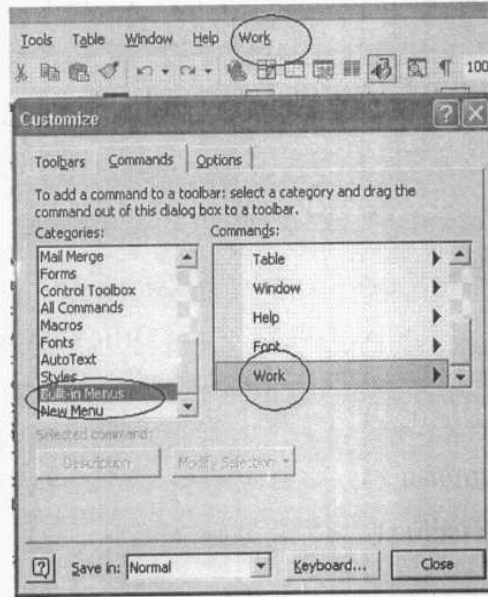 Tools Table Window Help Work
100
Customize
Toolbars Commands Options
To add a command to a toolbar: select a category and drag the
command out of this dialog box to a toolbar.
Categories: Commands:
Mail Merge
Forms
Control Toolbox
All Commands
Macros
Fonts
AutoText
Styles
Built-in Menus
New Menu
Table
Window
Help
Font
Work
Selected command:
Description Modify Selection
Save in: Normal Keyboard... Close